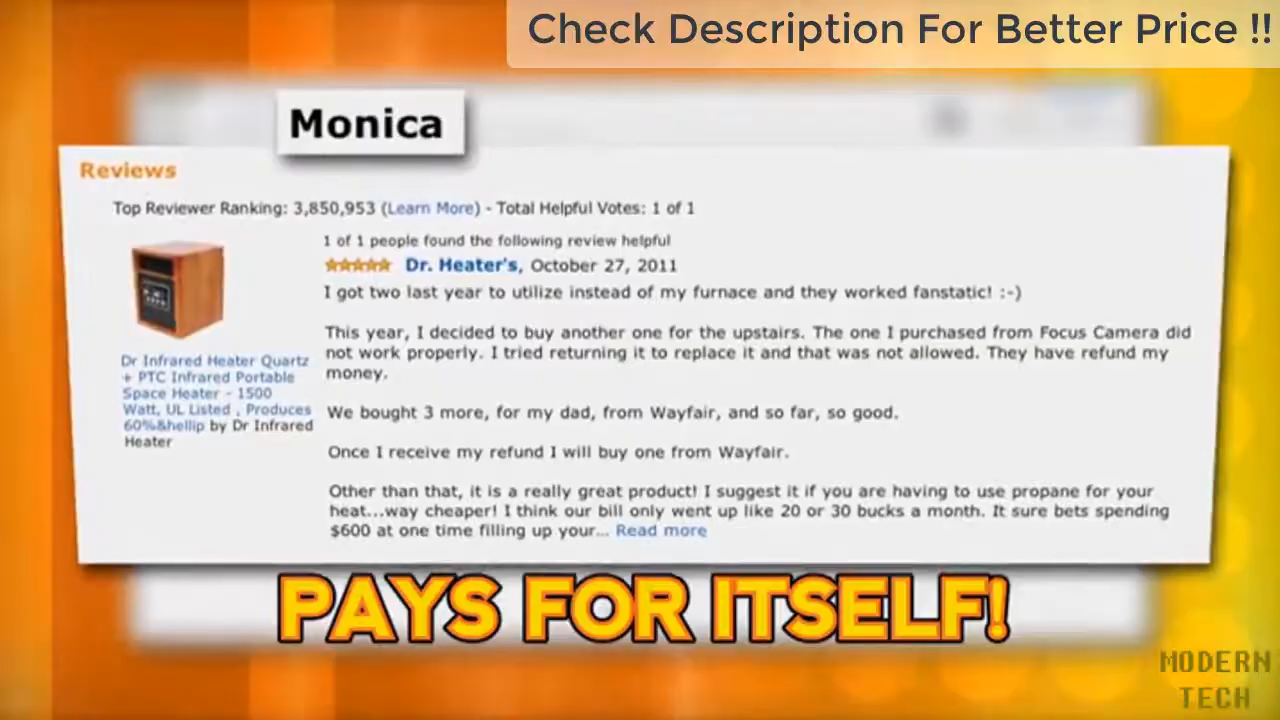 Check Description For Better Price !!
Monica
Reviews
Top Reviewer Ranking: 3,850,953 (Learn More) - Total Helpful Votes: 1 of 1
1 of 1 people found the following review helpful
Dr. Heater's, October 27, 2011
I got two last year to utilize instead of my furnace and they worked fanstatic! :-)
This year, I decided to buy another one for the upstairs. The one I purchased from Focus Camera did
not work properly. I tried returning it to replace it and that was not allowed. They have refund my
money.
We bought 3 more, for my dad, from Wayfair, and so far, so good.
Once I receive my refund I will buy one from Wayfair.
Other than that, it is a really great product! I suggest it if you are having to use propane for your
heat...way cheaper! I think our bill only went up like 20 or 30 bucks a month. It sure bets spending
$600 at one time filling up your... Read more
Dr Infrared Heater Quartz
+ PTC Infrared Portable
Space Heater - 1500
Watt, UL Listed , Produces
60%&hellip by Dr Infrared
Heater
PAYS FOR ITSELF!
MODERN
TECH